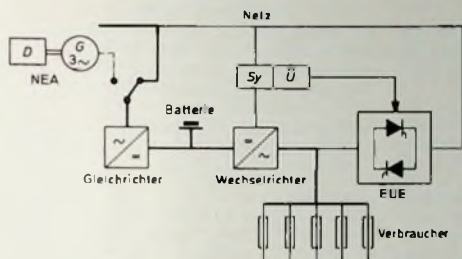 Netz
D
G
3~
NEA
Sy
Ü
Batterie
~
=
=
~
Gleichrichter
Wechselrichter
EUE
Verbraucher